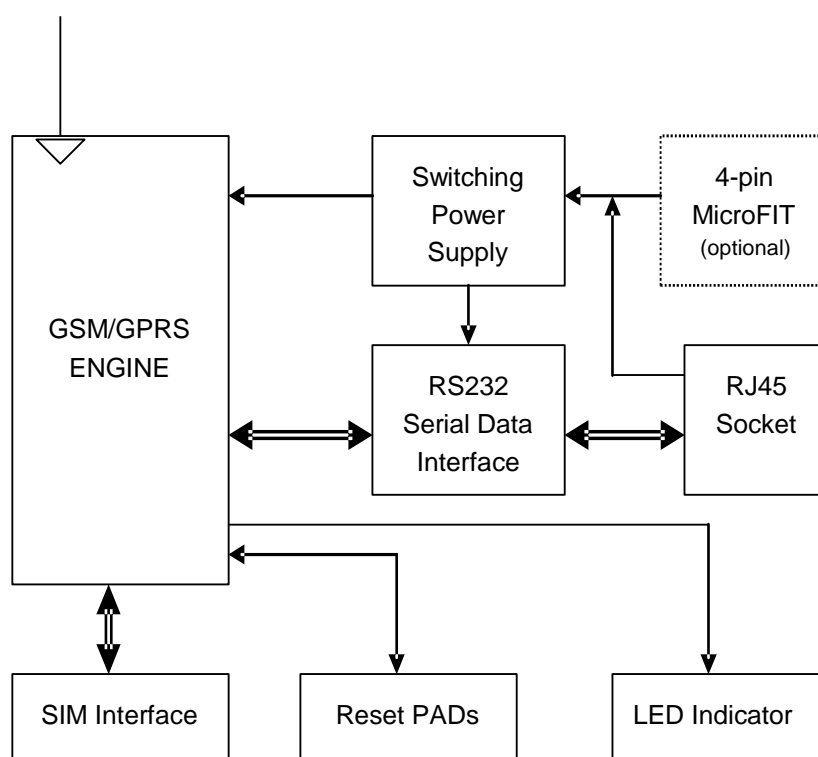 Switching
Power
Supply
4-pin
MicroFIT
(optional)
GSM/GPRS
ENGINE
RS232
Serial Data
Interface
RJ45
Socket
SIM Interface
Reset PADs
LED Indicator